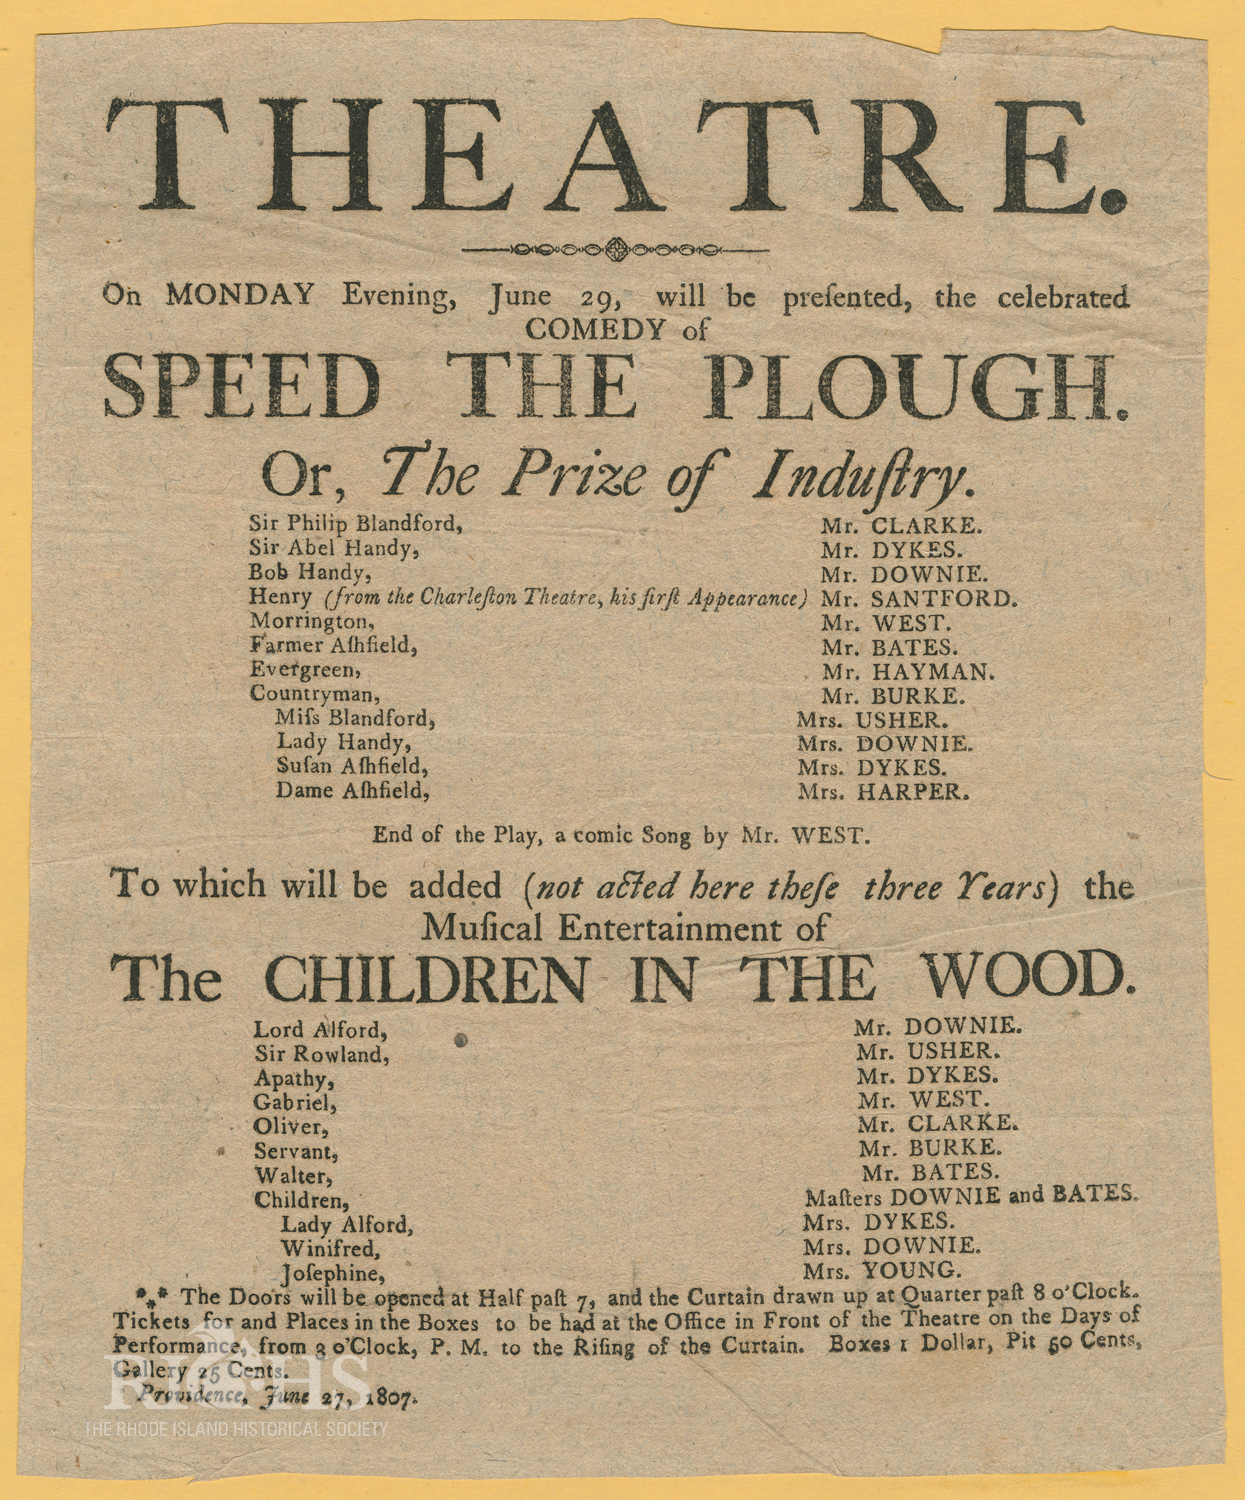 THEATRE.
On MONDAY Evening, June 29, will be preſented, the celebrated
COMEDY of
SPEED THE PLOUGH.
Or, The Prize of Induſtry.
Sir Philip Blandford, Mr. CLARKE.
Sir Abel Handy, Mr. DYKES.
Bob Handy, Mr. DOWNIE.
Henry (from the Charleſton Theatre, his firſt Appearance) Mr. SANTFORD.
Morrington, Mr. WEST.
Farmer Aſhfield, Mr. BATES.
Evergreen, Mr. HAYMAN.
Countryman, Mr. BURKE.
Miſs Blandford, Mrs. USHER.
Lady Handy, Mrs. DOWNIE.
Suſan Aſhfield, Mrs. DYKES.
Dame Aſhfield, Mrs. HARPER.
End of the Play, a comic Song by Mr. WEST.
To which will be added (not acted here theſe three Years) the
Muſical Entertainment of
The CHILDREN IN THE WOOD.
Lord Alford, Mr. DOWNIE.
Sir Rowland, Mr. USHER.
Apathy, Mr. DYKES.
Gabriel, Mr. WEST.
Oliver, Mr. CLARKE.
Servant, Mr. BURKE.
Walter, Mr. BATES.
Children, Maſters DOWNIE and BATES.
Lady Alford, Mrs. DYKES.
Winifred, Mrs. DOWNIE.
Joſephine, Mrs. YOUNG.
*⁎* The Doors will be opened at Half paſt 7, and the Curtain drawn up at Quarter paſt 8 o'Clock.
Tickets for and Places in the Boxes to be had at the Office in Front of the Theatre on the Days of
Performance, from 3 o'Clock, P. M. to the Riſing of the Curtain. Boxes 1 Dollar, Pit 50 Cents,
Gallery 25 Cents.
Providence, June 27, 1807.
RIHS
THE RHODE ISLAND HISTORICAL SOCIETY